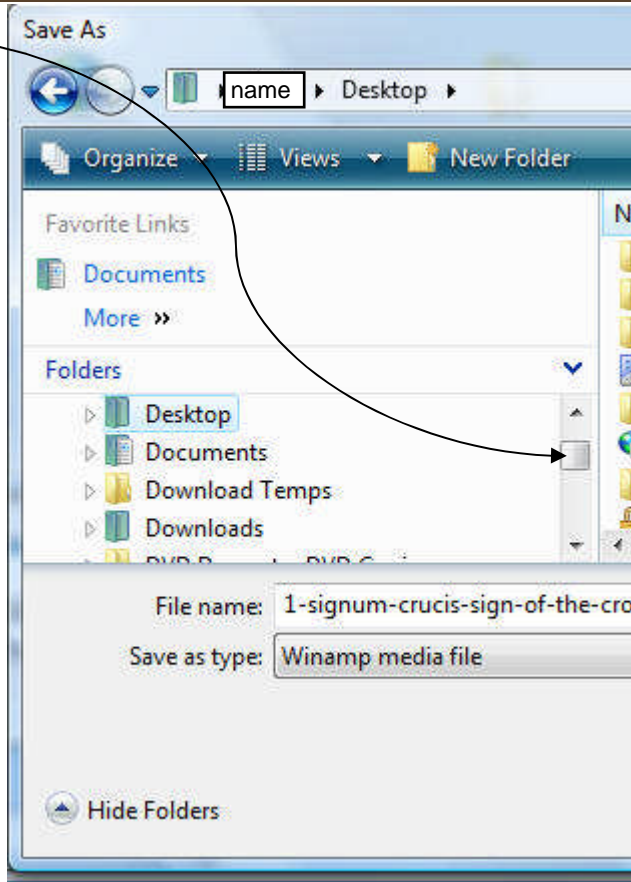 Save As
name Desktop
Organize Views New Folder
Favorite Links
N
Documents
More
Folders
Desktop
Documents
Download Temps
Downloads
File name: 1-signum-crucis-sign-of-the-cro
Save as type: Winamp media file
Hide Folders